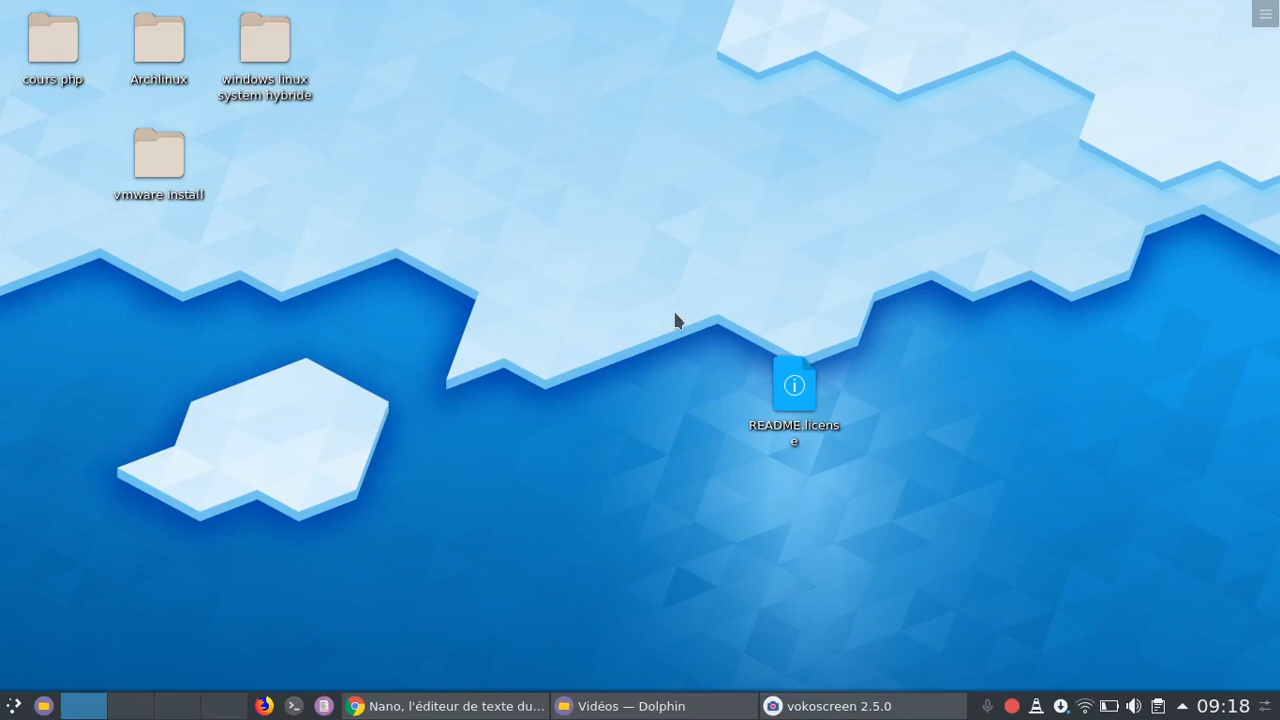 cours php
Archlinux
windows linux
system hybride
vmware install
README.licens
e
Nano, l'éditeur de texte du...
Vidéos — Dolphin
vokoscreen 2.5.0
09:18